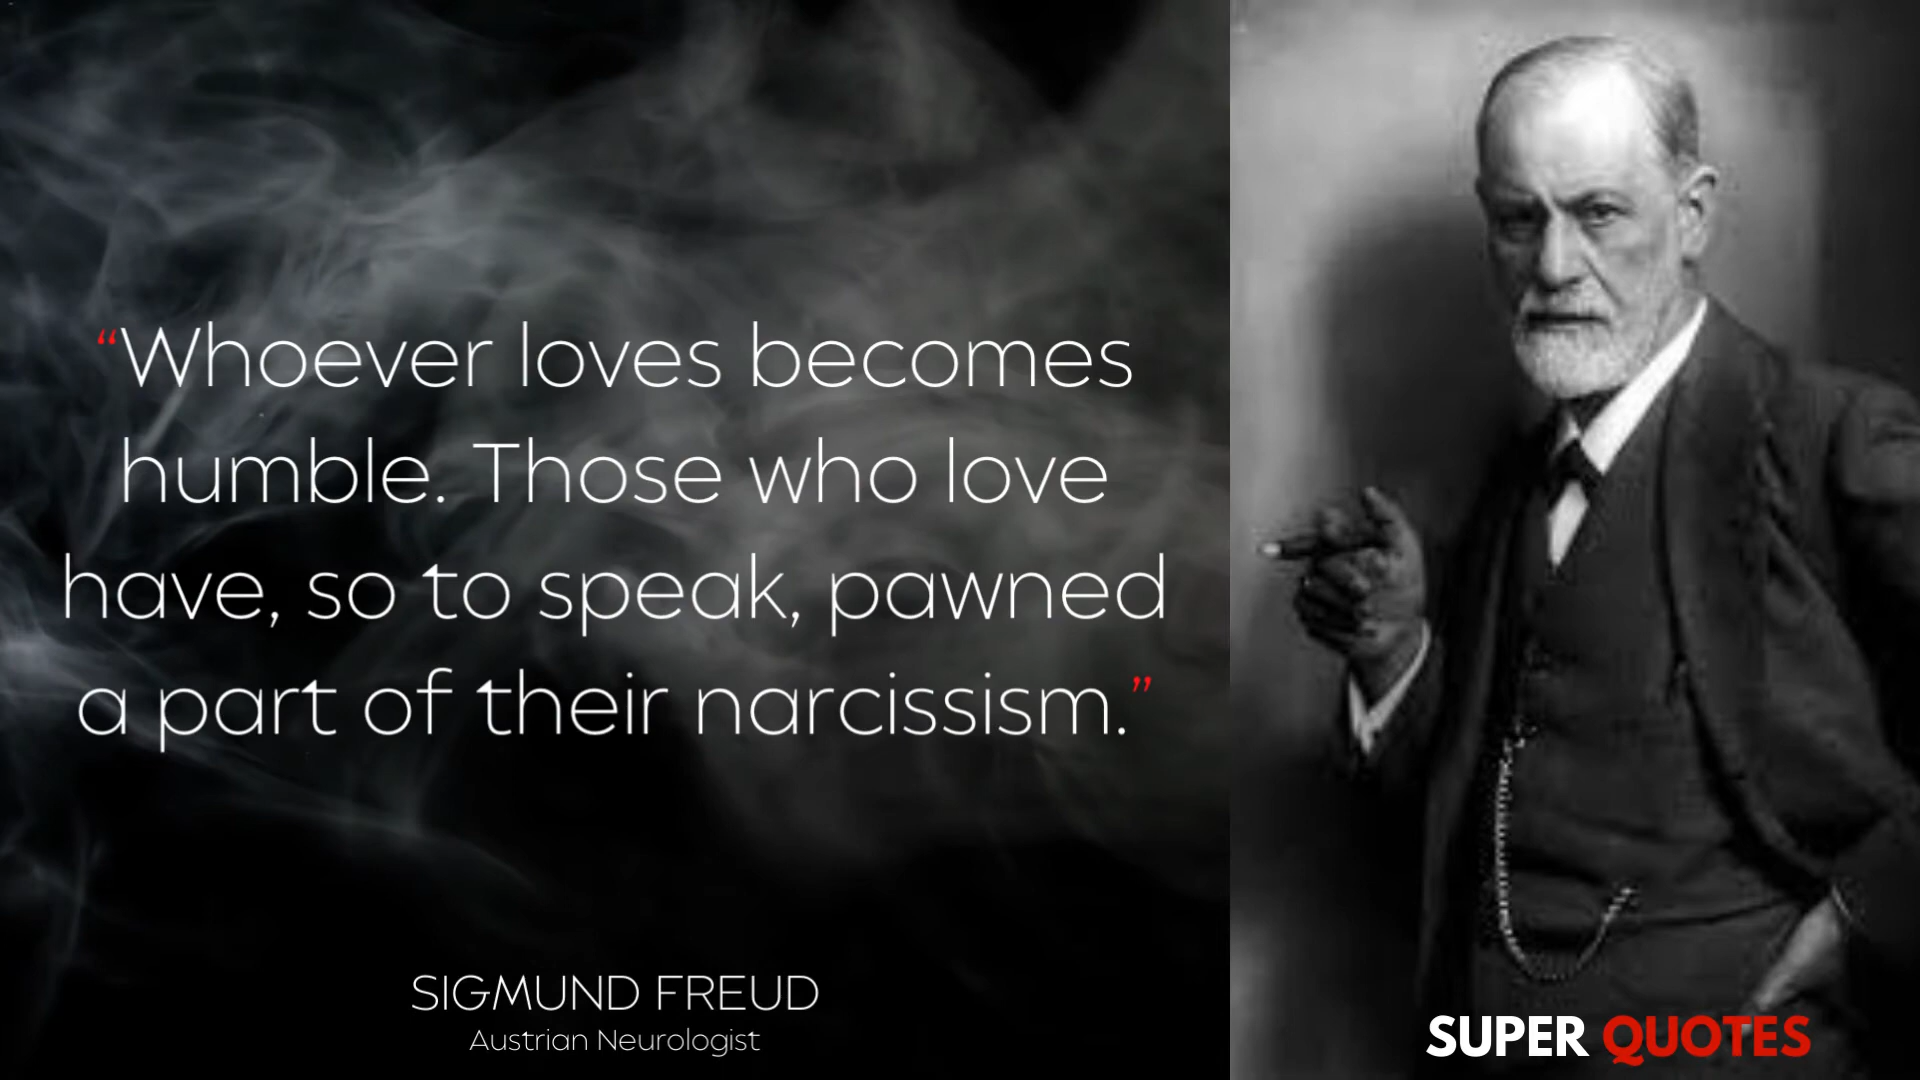 “Whoever loves becomes
humble. Those who love
have, so to speak, pawned
a part of their narcissism.”
SIGMUND FREUD
Austrian Neurologist
SUPER QUOTES